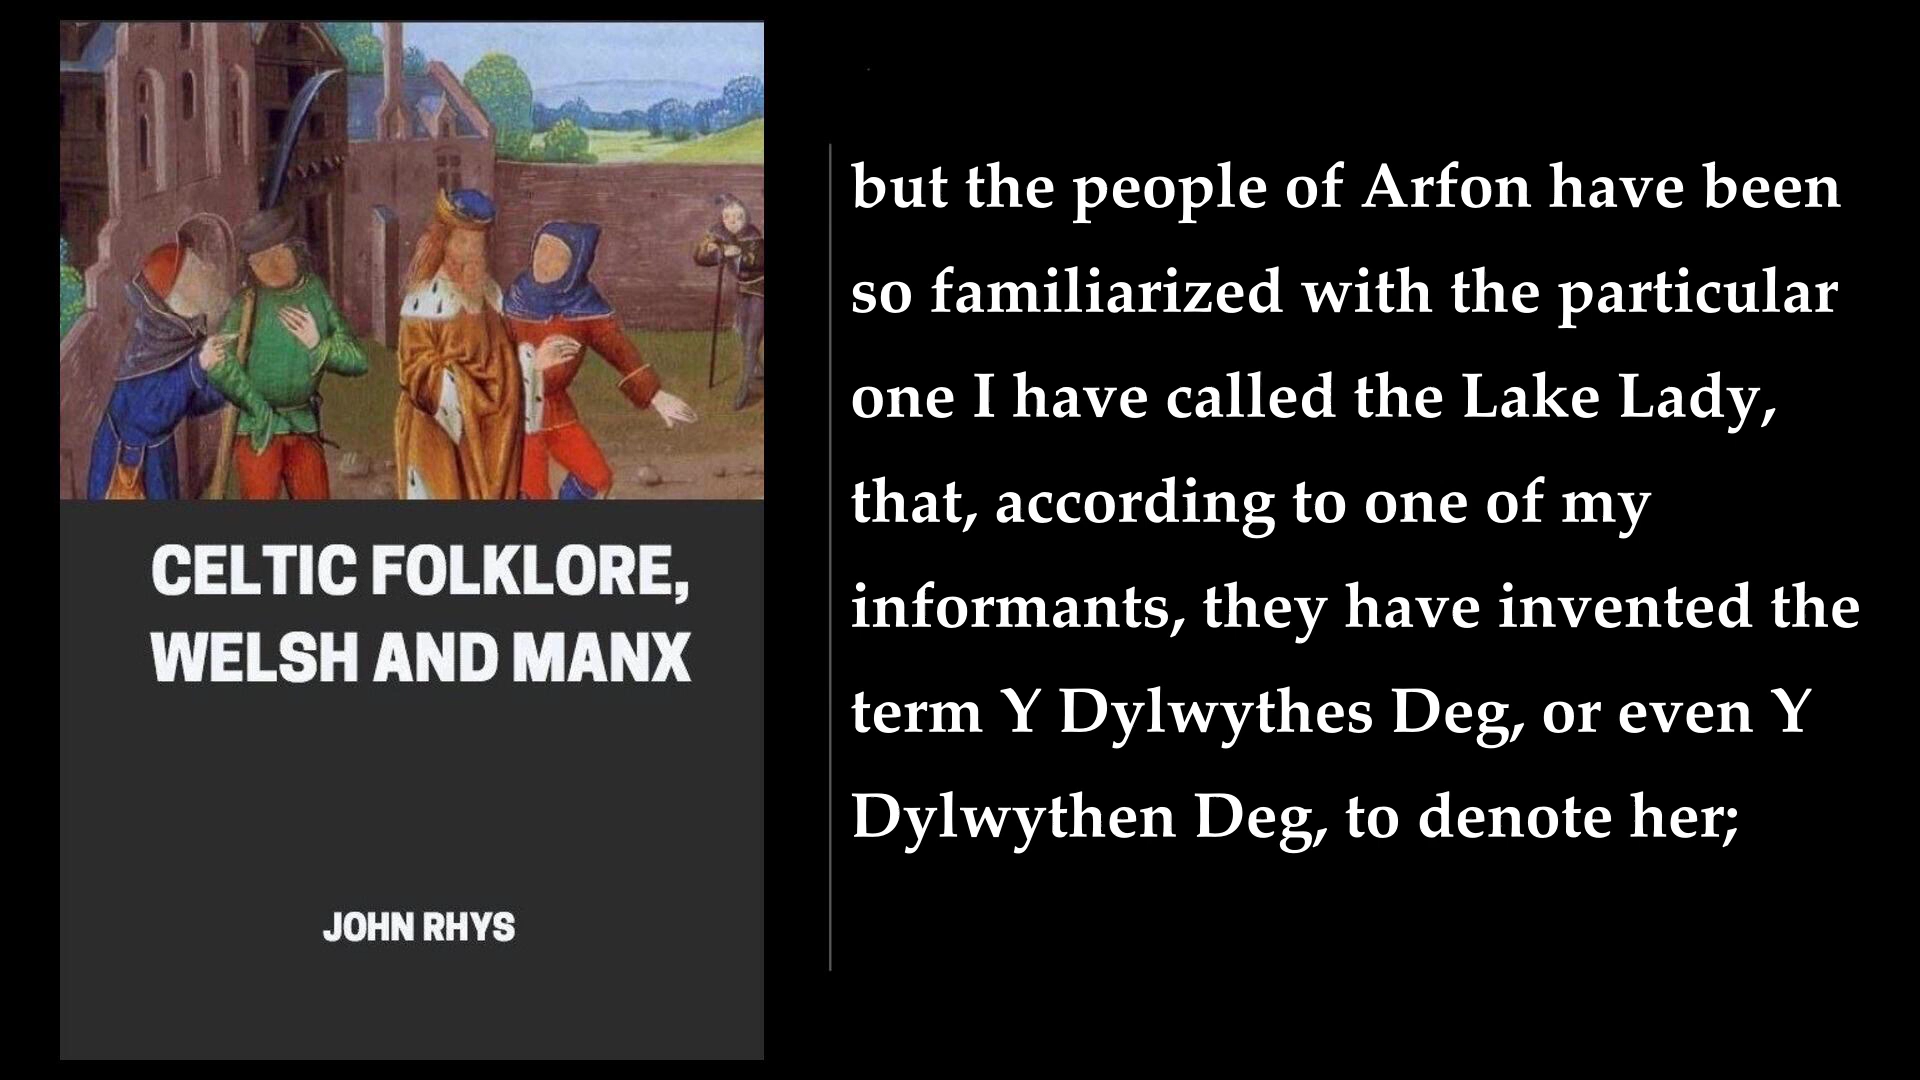 CELTIC FOLKLORE,
WELSH AND MANX
JOHN RHYS
but the people of Arfon have been
so familiarized with the particular
one I have called the Lake Lady,
that, according to one of my
informants, they have invented the
term Y Dylwythes Deg, or even Y
Dylwythen Deg, to denote her;